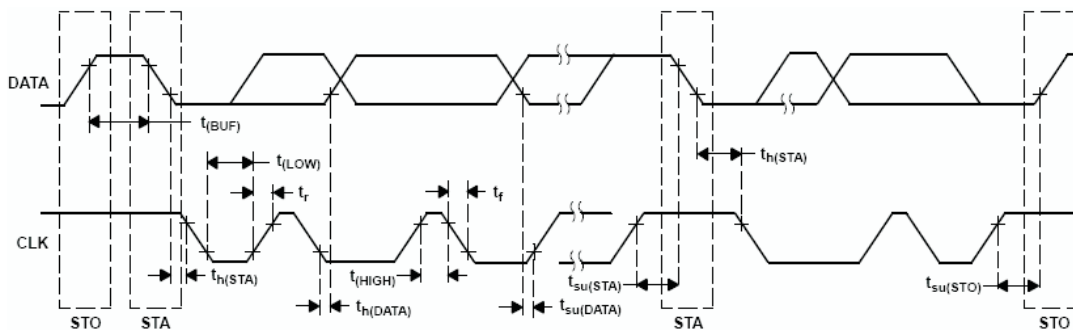 DATA
t(BUF)
t(LOW)
tr
tf
th(STA)
CLK
th(STA)
t(HIGH)
th(DATA)
tsu(STA)
tsu(DATA)
tsu(STO)
STO
STA
STA
STO